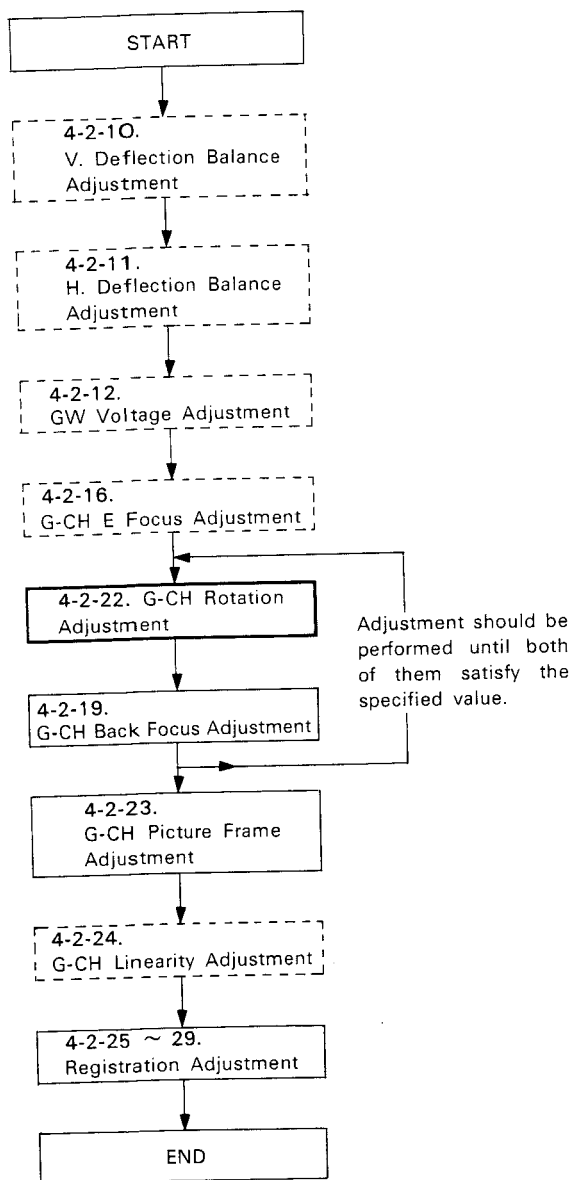 START
4-2-10.
V. Deflection Balance
Adjustment
4-2-11.
H. Deflection Balance
Adjustment
4-2-12.
GW Voltage Adjustment
4-2-16.
G-CH E Focus Adjustment
4-2-22. G-CH Rotation
Adjustment
Adjustment should be
performed until both
of them satisfy the
specified value.
4-2-19.
G-CH Back Focus Adjustment
4-2-23.
G-CH Picture Frame
Adjustment
4-2-24.
G-CH Linearity Adjustment
4-2-25 ~ 29.
Registration Adjustment
END